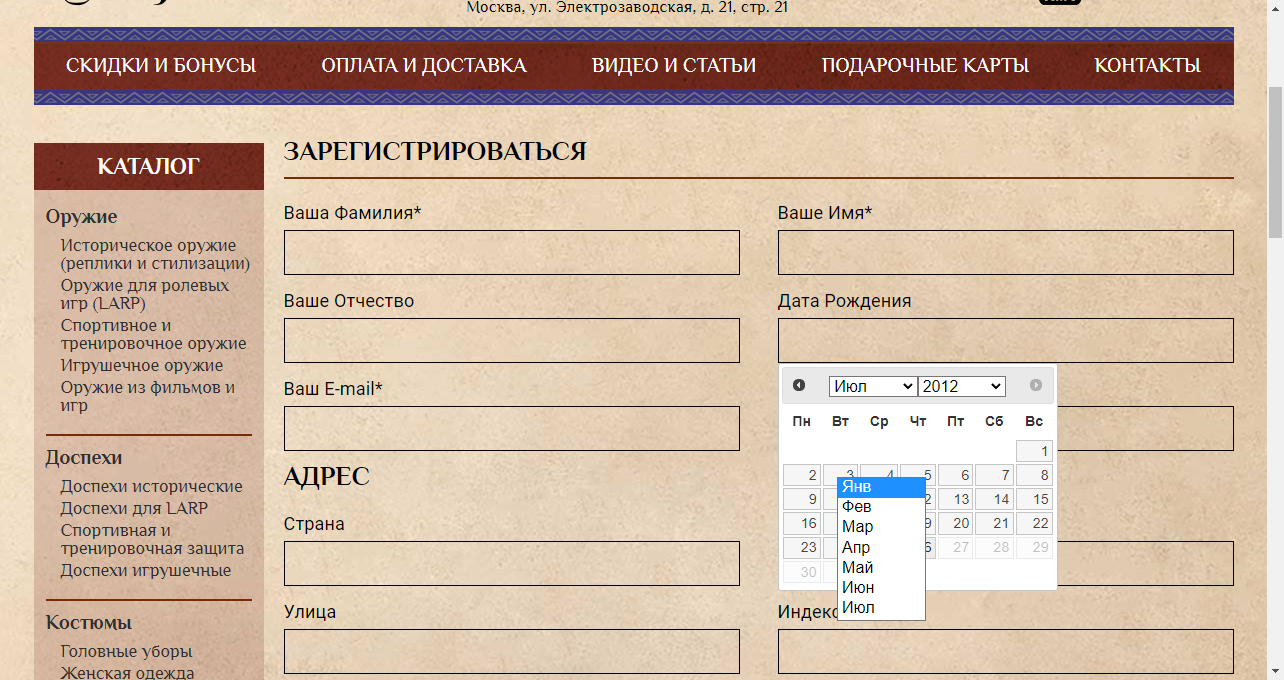 Москва, ул. Электрозаводская, д. 21, стр. 21
СКИДКИ И БОНУСЫ ОПЛАТА И ДОСТАВКА ВИДЕО И СТАТЬИ ПОДАРОЧНЫЕ КАРТЫ КОНТАКТЫ
КАТАЛОГ
Оружие
Историческое оружие
(реплики и стилизации)
Оружие для ролевых
игр (LARP)
Спортивное и
тренировочное оружие
Игрушечное оружие
Оружие из фильмов и
игр
Доспехи
Доспехи исторические
Доспехи для LARP
Спортивная и
тренировочная защита
Доспехи игрушечные
Костюмы
Головные уборы
Женская одежда
ЗАРЕГИСТРИРОВАТЬСЯ
Ваша Фамилия*
Ваше Имя*
Ваше Отчество
Дата Рождения
Ваш E-mail*
Июл 2012
Пн Вт Ср Чт Пт Сб Вс
1
2 3 4 5 6 7 8
9 13 14 15
16 20 21 22
23 27 28 29
30
Янв
Фев
Мар
Апр
Май
Июн
Июл
АДРЕС
Страна
Улица
Индекс